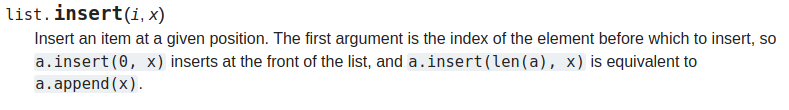 list.insert(i, x)
Insert an item at a given position. The first argument is the index of the element before which to insert, so
a.insert(0, x) inserts at the front of the list, and a.insert(len(a), x) is equivalent to
a.append(x).